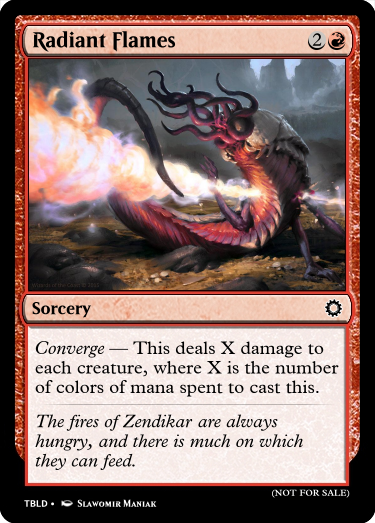 Radiant Flames 2
Sorcery
Converge — This deals X damage to
each creature, where X is the number
of colors of mana spent to cast this.
The fires of Zendikar are always
hungry, and there is much on which
they can feed.
(NOT FOR SALE)
TBLD • Slawomir Maniak